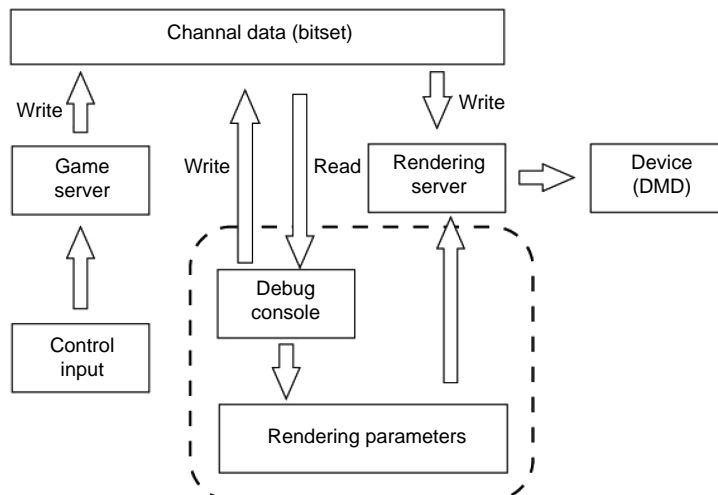 Channal data (bitset)
Write
Write
Game
server
Write
Read
Rendering
server
Device
(DMD)
Debug
console
Control
input
Rendering parameters